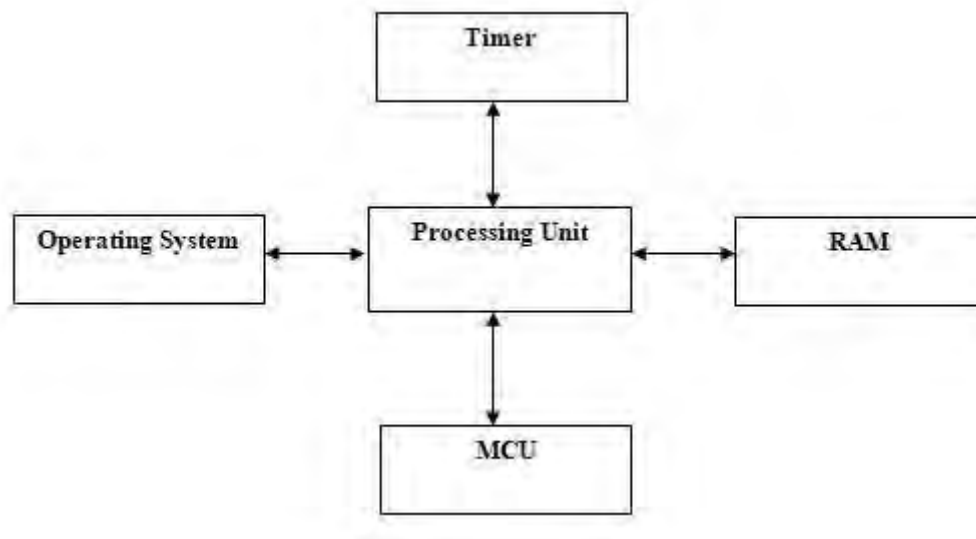 Timer
Operating System
Processing Unit
RAM
MCU